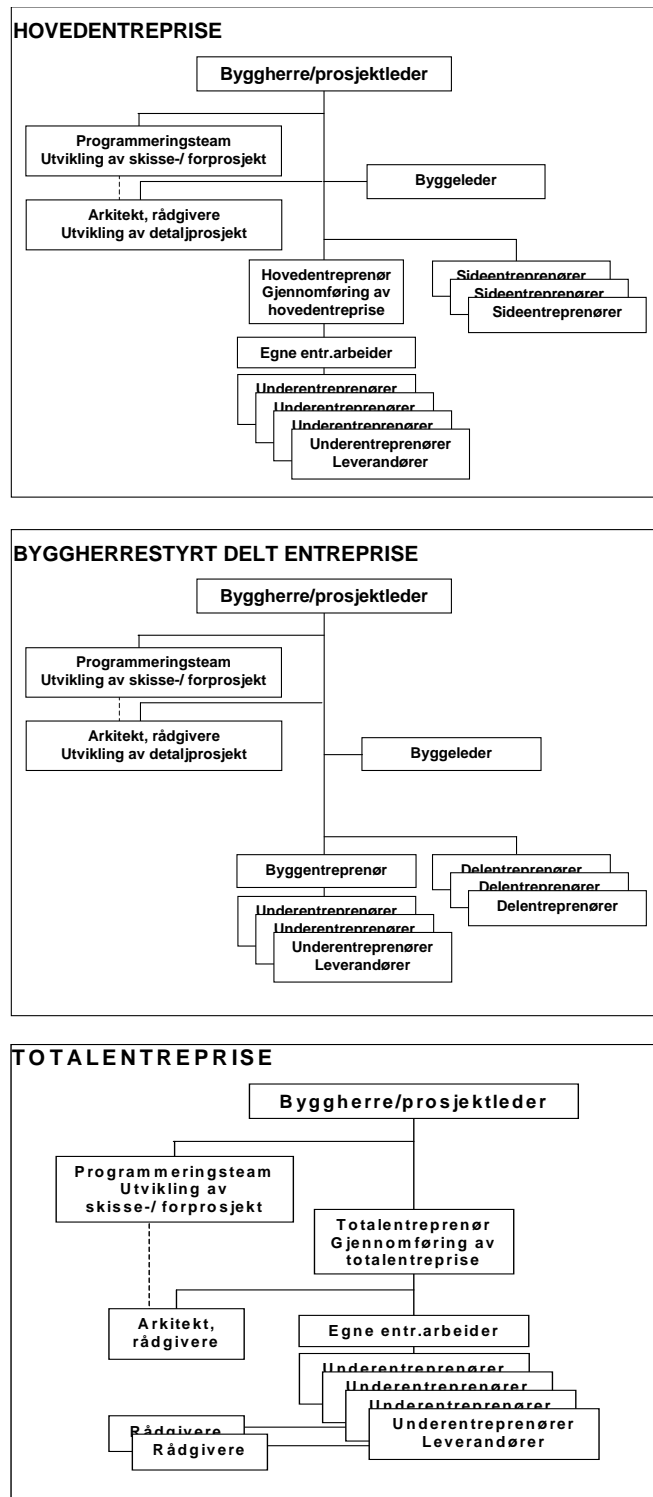 HOVEDENTREPRISE
Byggherre/prosjektleder
Programmeringsteam
Utvikling av skisse-/ forprosjekt
Byggeleder
Arkitekt, rådgivere
Utvikling av detaljprosjekt
Hovedentreprenør
Gjennomføring av
hovedentreprise
Sideentreprenører
Sideentreprenører
Sideentreprenører
Egne entr.arbeider
Underentreprenører
Underentreprenører
Underentreprenører
Underentreprenører
Leverandører
BYGGHERRESTYRT DELT ENTREPRISE
Byggherre/prosjektleder
Programmeringsteam
Utvikling av skisse-/ forprosjekt
Arkitekt, rådgivere
Utvikling av detaljprosjekt
Byggeleder
Byggentreprenør
Delentreprenører
Delentreprenører
Delentreprenører
Underentreprenører
Underentreprenører
Underentreprenører
Leverandører
TOTALENTREPRISE
Byggherre/prosjektleder
Programmeringsteam
Utvikling av
skisse-/ forprosjekt
Totalentreprenør
Gjennomføring av
totalentreprise
Arkitekt,
rådgivere
Egne entr.arbeider
Underentreprenører
Underentreprenører
Underentreprenører
Underentreprenører
Leverandører
Rådgivere
Rådgivere